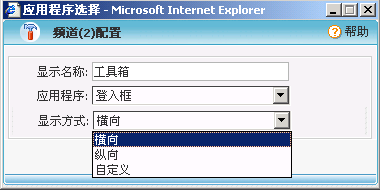 应用程序选择 - Microsoft Internet Explorer
频道(2)配置 帮助
显示名称: 工具箱
应用程序: 登入框
显示方式: 横向
横向
纵向
自定义